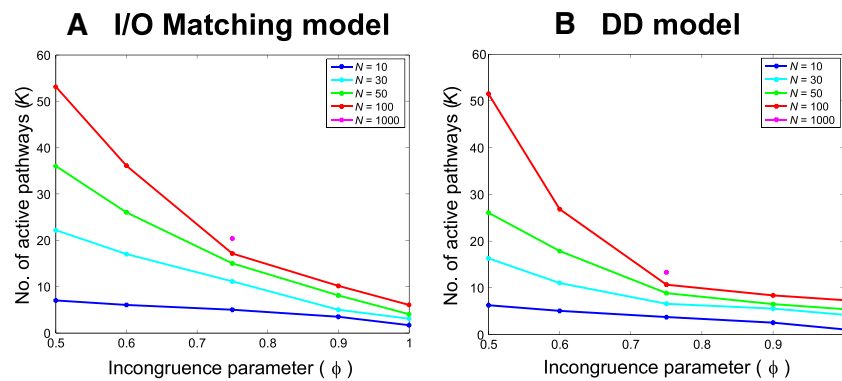 A I/O Matching model
60
50
40
30
20
10
0
No. of active pathways (K)
N = 10
N = 30
N = 50
N = 100
N = 1000
0.5 0.6 0.7 0.8 0.9 1
Incongruence parameter ( ϕ )
B DD model
60
50
40
30
20
10
0
No. of active pathways (K)
N = 10
N = 30
N = 50
N = 100
N = 1000
0.5 0.6 0.7 0.8 0.9
Incongruence parameter ( ϕ )